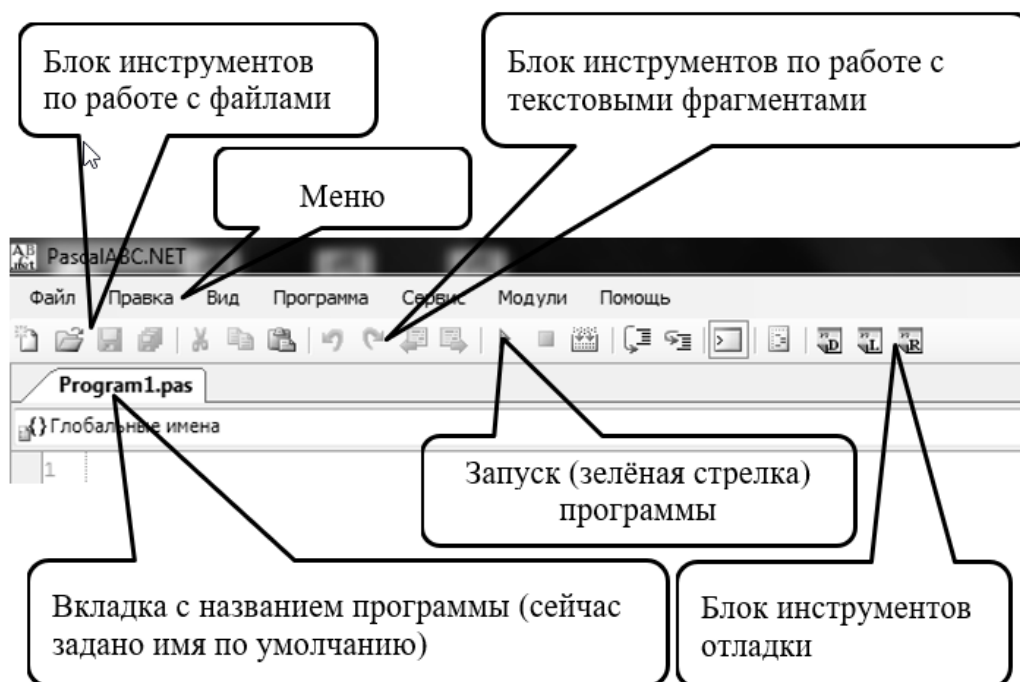 Блок инструментов
по работе с файлами
Блок инструментов по работе с
текстовыми фрагментами
Меню
PascalABC.NET
Файл Правка Вид Программа Сервис Модули Помощь
D L R
Program1.pas
Глобальные имена
1
Запуск (зелёная стрелка)
программы
Вкладка с названием программы (сейчас
задано имя по умолчанию)
Блок инструментов
отладки